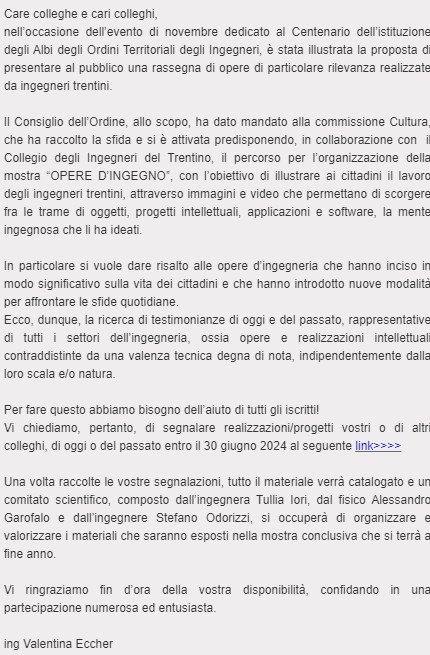 Care colleghe e cari colleghi,
nell'occasione dell'evento di novembre dedicato al Centenario dell'istituzione
degli Albi degli Ordini Territoriali degli Ingegneri, è stata illustrata la proposta di
presentare al pubblico una rassegna di opere di particolare rilevanza realizzate
da ingegneri trentini.
Il Consiglio dell'Ordine, allo scopo, ha dato mandato alla commissione Cultura,
che ha raccolto la sfida e si è attivata predisponendo, in collaborazione con il
Collegio degli Ingegneri del Trentino, il percorso per l'organizzazione della
mostra “OPERE D'INGEGNO”, con l'obiettivo di illustrare ai cittadini il lavoro
degli ingegneri trentini, attraverso immagini e video che permettano di scorgere
fra le trame di oggetti, progetti intellettuali, applicazioni e software, la mente
ingegnosa che li ha ideati.
In particolare si vuole dare risalto alle opere d'ingegneria che hanno inciso in
modo significativo sulla vita dei cittadini e che hanno introdotto nuove modalità
per affrontare le sfide quotidiane.
Ecco, dunque, la ricerca di testimonianze di oggi e del passato, rappresentative
di tutti i settori dell'ingegneria, ossia opere e realizzazioni intellettuali
contraddistinte da una valenza tecnica degna di nota, indipendentemente dalla
loro scala e/o natura.
Per fare questo abbiamo bisogno dell'aiuto di tutti gli iscritti!
Vi chiediamo, pertanto, di segnalare realizzazioni/progetti vostri o di altri
colleghi, di oggi o del passato entro il 30 giugno 2024 al seguente link>>>>
Una volta raccolte le vostre segnalazioni, tutto il materiale verrà catalogato e un
comitato scientifico, composto dall'ingegnera Tullia Iori, dal fisico Alessandro
Garofalo e dall'ingegnere Stefano Odorizzi, si occuperà di organizzare e
valorizzare i materiali che saranno esposti nella mostra conclusiva che si terrà a
fine anno.
Vi ringraziamo fin d'ora della vostra disponibilità, confidando in una
partecipazione numerosa ed entusiasta.
ing Valentina Eccher